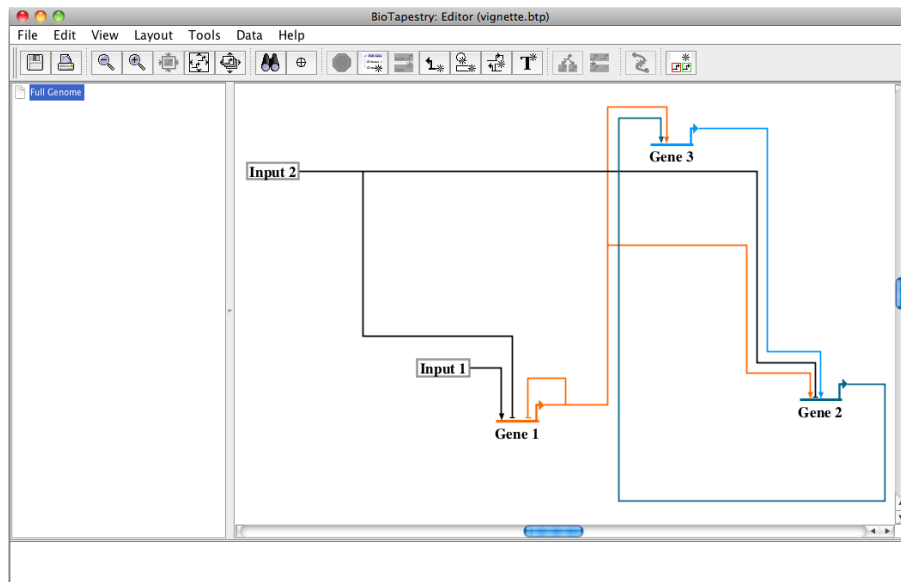 BioTapestry: Editor (vignette.btp)
File Edit View Layout Tools Data Help
T
Full Genome
Gene 3
Input 2
Input 1
Gene 2
Gene 1